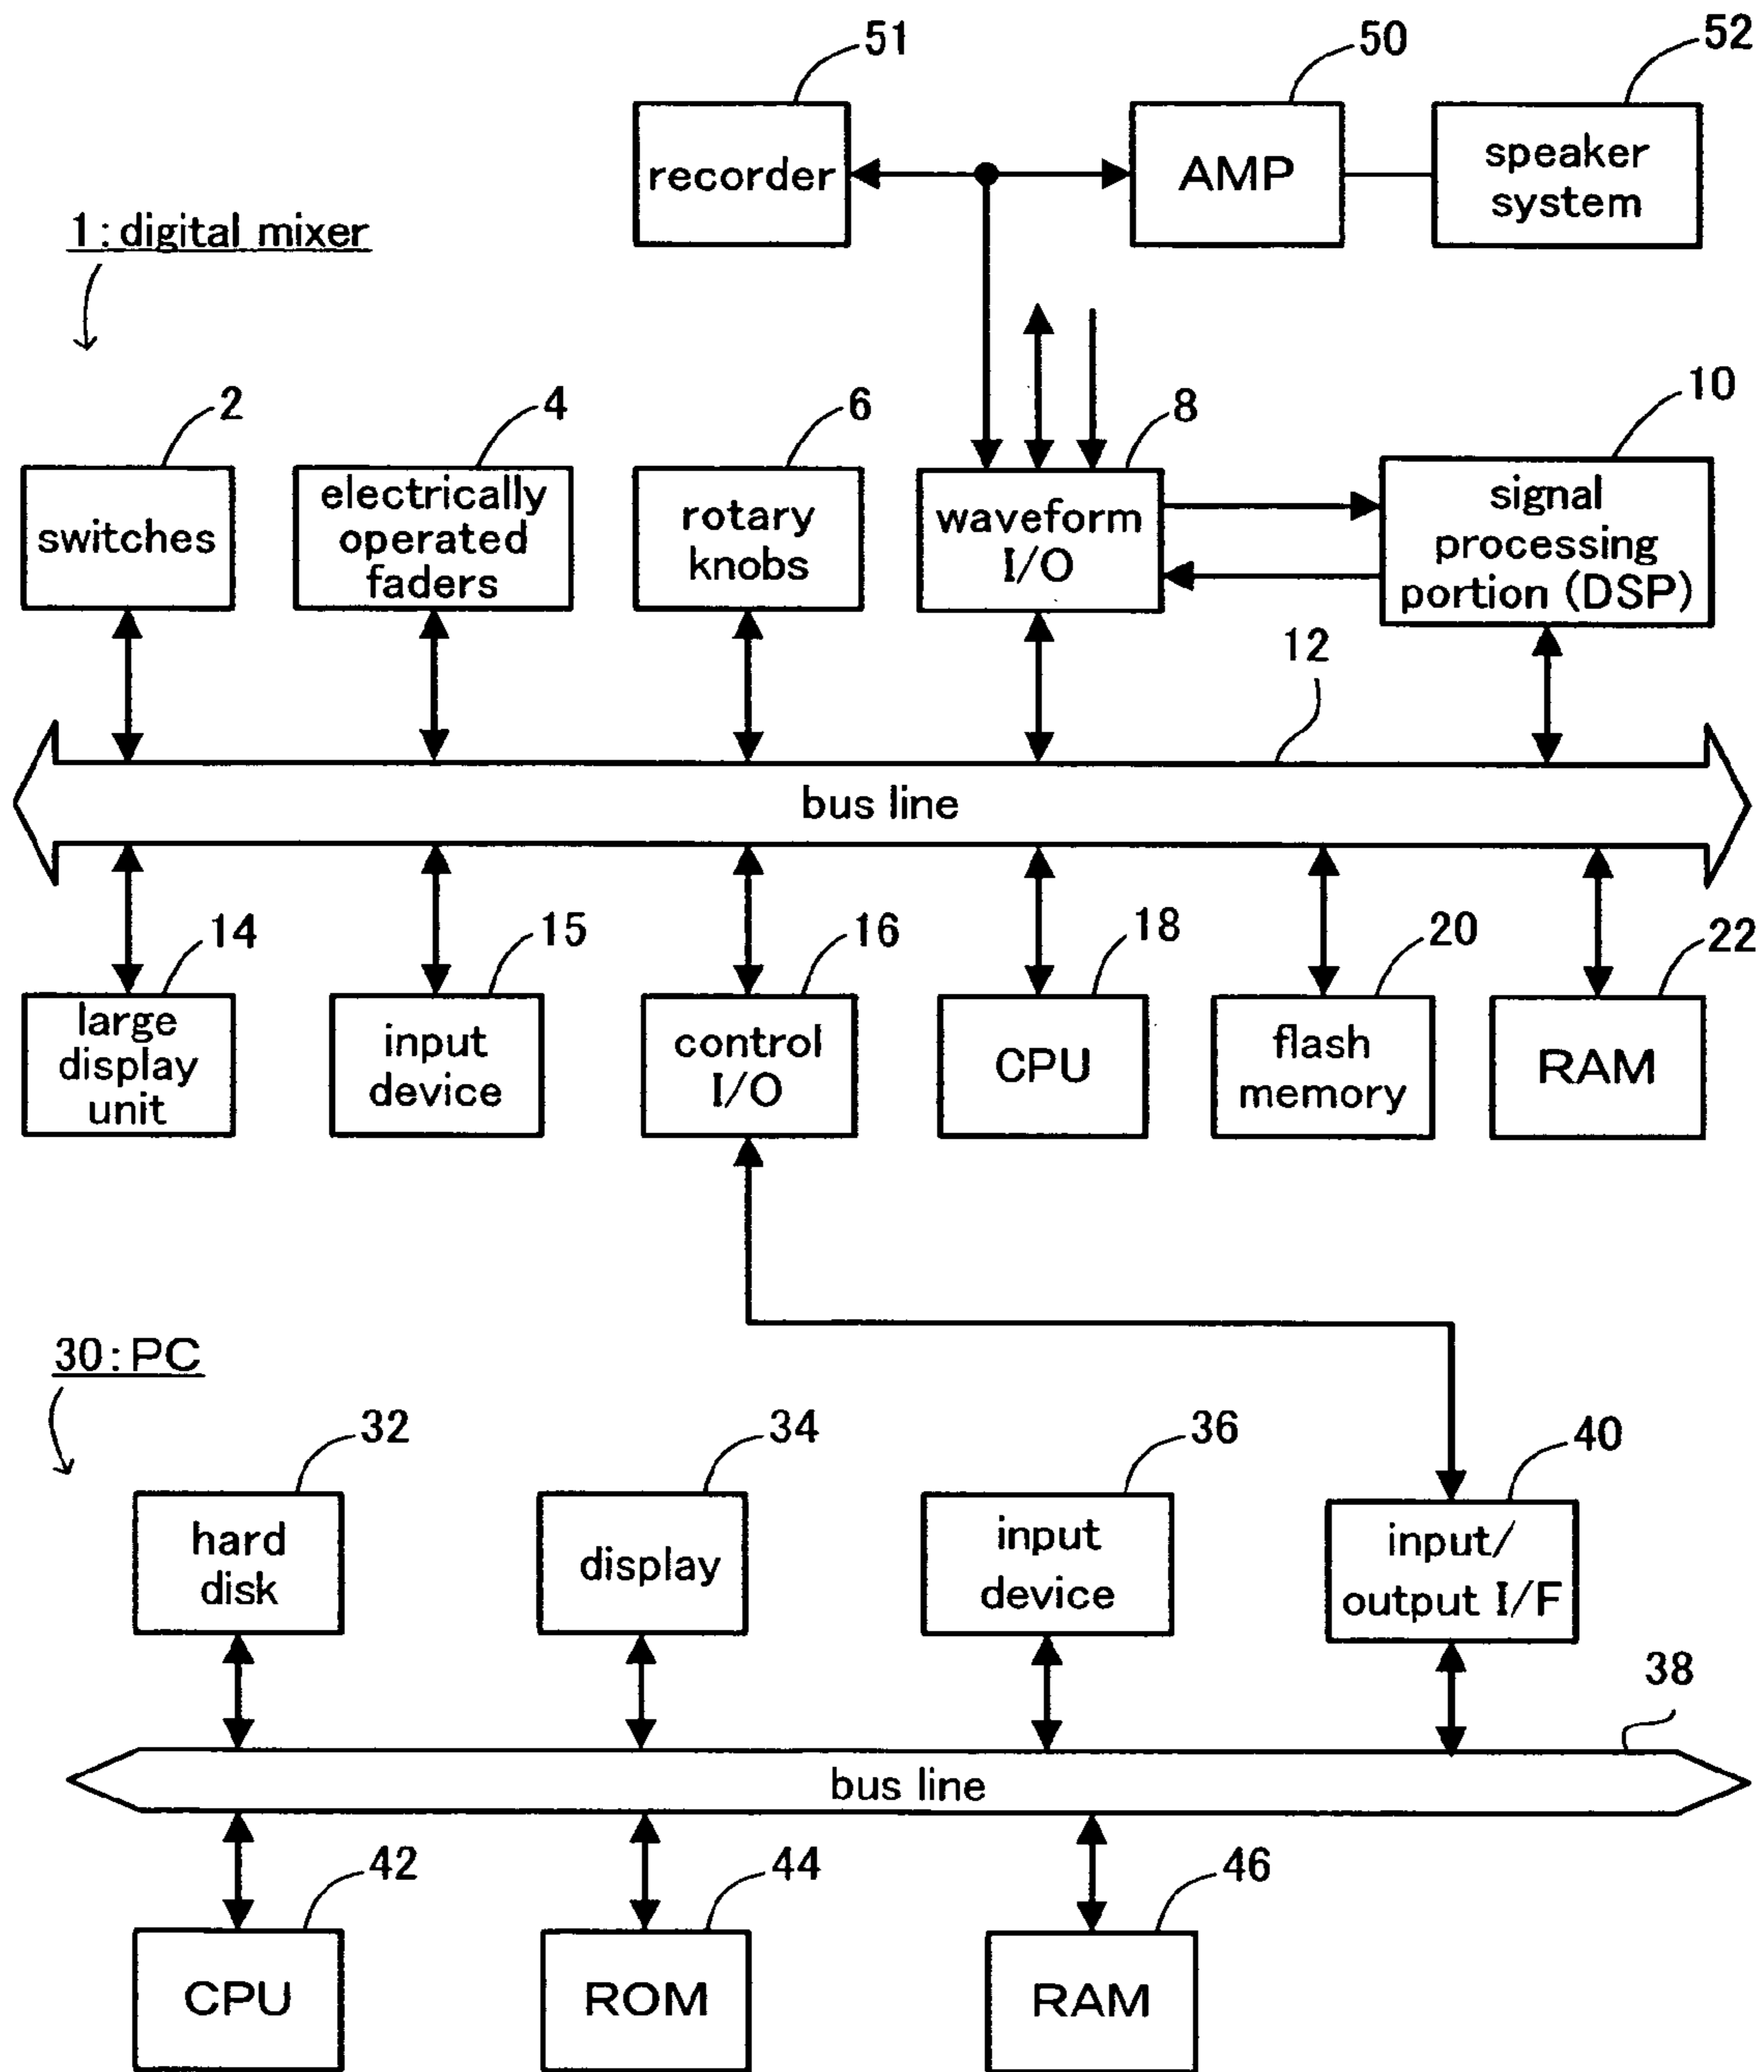 51
50
52
recorder
AMP
speaker
system
1: digital mixer
2
4
6
8
10
switches
electrically
operated
faders
rotary
knobs
waveform
I/O
signal
processing
portion (DSP)
12
bus line
14
15
16
18
20
22
large
display
unit
input
device
control
I/O
CPU
flash
memory
RAM
30: PC
32
34
36
40
hard
disk
display
input
device
input/
output I/F
38
bus line
42
44
46
CPU
ROM
RAM